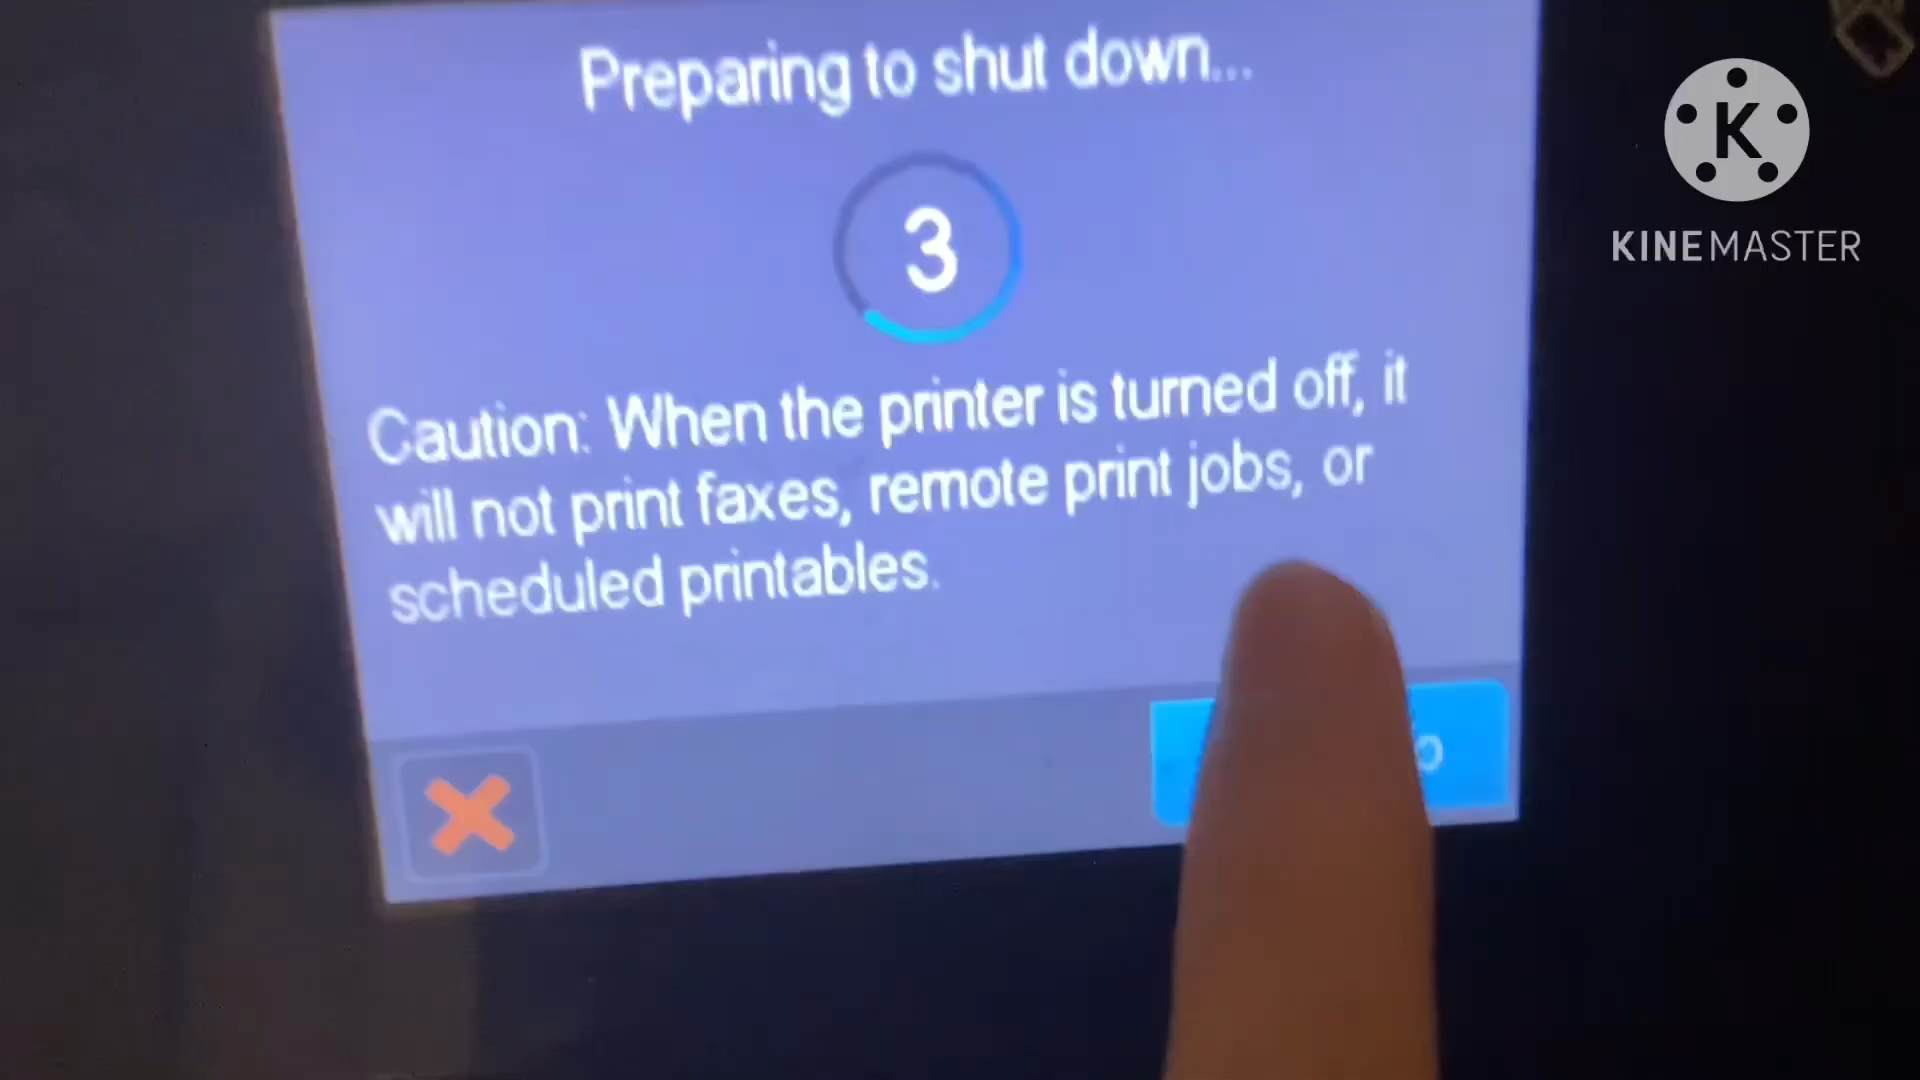 Preparing to shut down...
3
Caution: When the printer is turned off, it
will not print faxes, remote print jobs, or
scheduled printables.
K
KINEMASTER